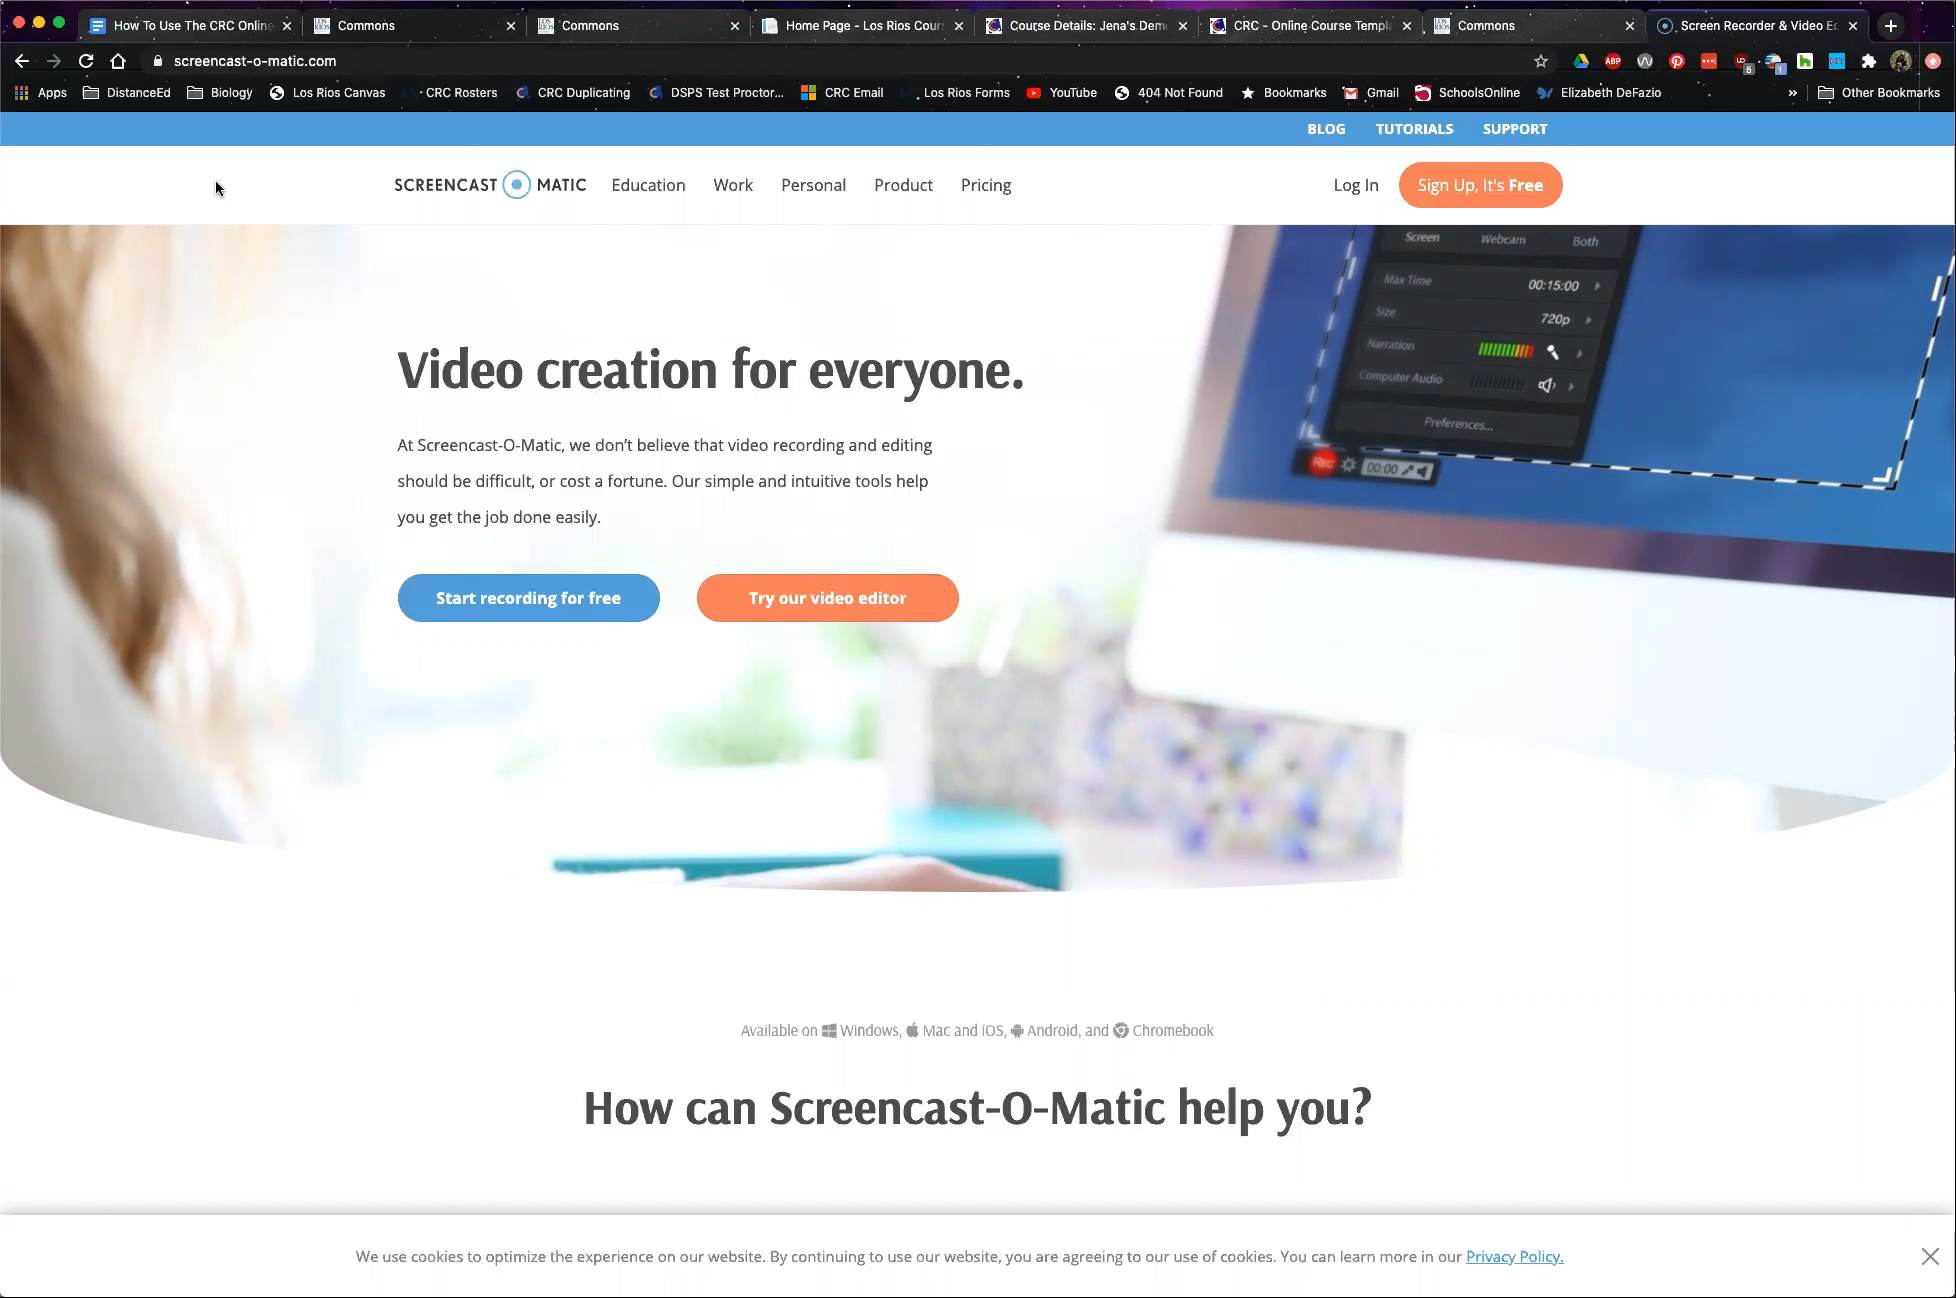 How To Use The CRC Online
Commons
Commons
Home Page - Los Rios Cour
Course Details: Jena's Dem
CRC - Online Course Templ
Commons
Screen Recorder & Video Ed
screencast-o-matic.com
Apps DistanceEd Biology Los Rios Canvas CRC Rosters CRC Duplicating DSPS Test Proctor... CRC Email Los Rios Forms YouTube 404 Not Found Bookmarks Gmail SchoolsOnline Elizabeth DeFazio » Other Bookmarks
BLOG TUTORIALS SUPPORT
SCREENCAST MATIC Education Work Personal Product Pricing Log In Sign Up, It's Free
Screen Webcam Both
Max Time 00:15:00
Size 720p
Narration
Computer Audio
Preferences...
Rec 00:00
Video creation for everyone.
At Screencast-O-Matic, we don't believe that video recording and editing
should be difficult, or cost a fortune. Our simple and intuitive tools help
you get the job done easily.
Start recording for free Try our video editor
Available on Windows, Mac and iOS, Android, and Chromebook
How can Screencast-O-Matic help you?
We use cookies to optimize the experience on our website. By continuing to use our website, you are agreeing to our use of cookies. You can learn more in our Privacy Policy.